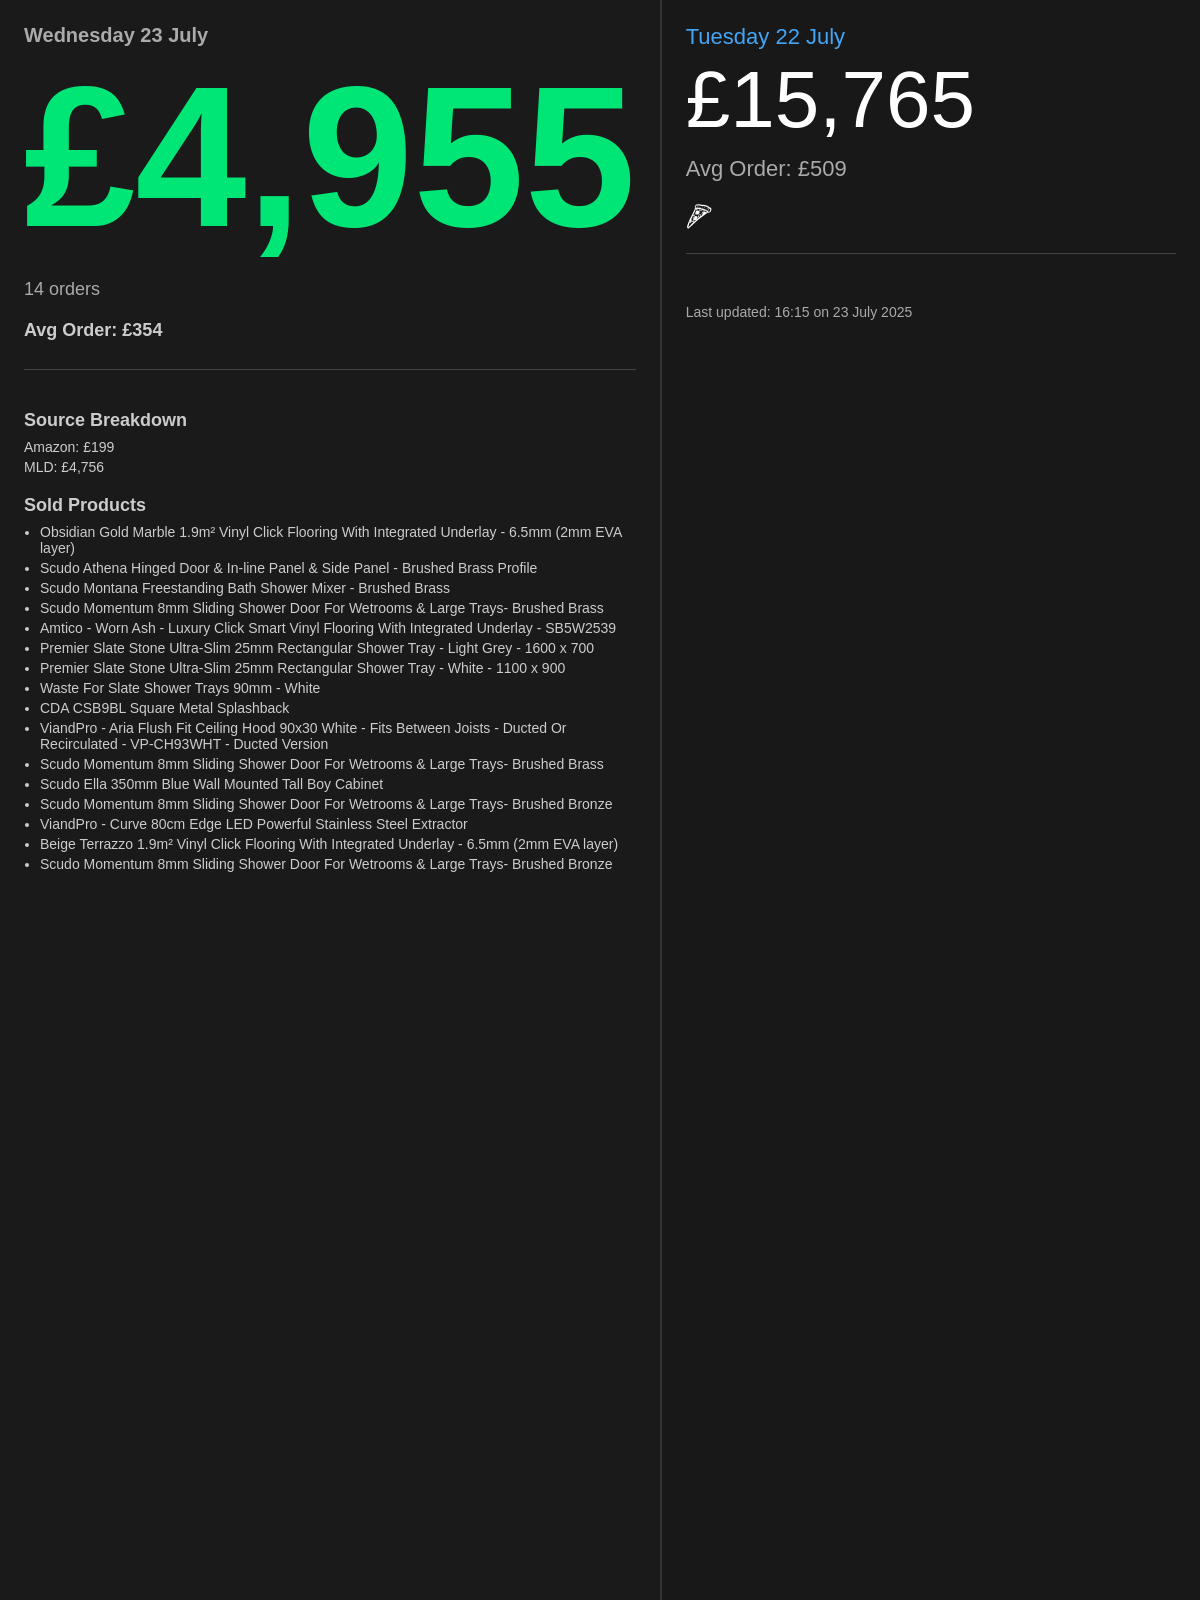 Wednesday 23 July
£4,955
14 orders
Avg Order: £354
Source Breakdown
Amazon: £199
MLD: £4,756
Sold Products
Obsidian Gold Marble 1.9m² Vinyl Click Flooring With Integrated Underlay - 6.5mm (2mm EVA
layer)
Scudo Athena Hinged Door & In-line Panel & Side Panel - Brushed Brass Profile
Scudo Montana Freestanding Bath Shower Mixer - Brushed Brass
Scudo Momentum 8mm Sliding Shower Door For Wetrooms & Large Trays- Brushed Brass
Amtico - Worn Ash - Luxury Click Smart Vinyl Flooring With Integrated Underlay - SB5W2539
Premier Slate Stone Ultra-Slim 25mm Rectangular Shower Tray - Light Grey - 1600 x 700
Premier Slate Stone Ultra-Slim 25mm Rectangular Shower Tray - White - 1100 x 900
Waste For Slate Shower Trays 90mm - White
CDA CSB9BL Square Metal Splashback
ViandPro - Aria Flush Fit Ceiling Hood 90x30 White - Fits Between Joists - Ducted Or
Recirculated - VP-CH93WHT - Ducted Version
Scudo Momentum 8mm Sliding Shower Door For Wetrooms & Large Trays- Brushed Brass
Scudo Ella 350mm Blue Wall Mounted Tall Boy Cabinet
Scudo Momentum 8mm Sliding Shower Door For Wetrooms & Large Trays- Brushed Bronze
ViandPro - Curve 80cm Edge LED Powerful Stainless Steel Extractor
Beige Terrazzo 1.9m² Vinyl Click Flooring With Integrated Underlay - 6.5mm (2mm EVA layer)
Scudo Momentum 8mm Sliding Shower Door For Wetrooms & Large Trays- Brushed Bronze
Tuesday 22 July
£15,765
Avg Order: £509
Last updated: 16:15 on 23 July 2025